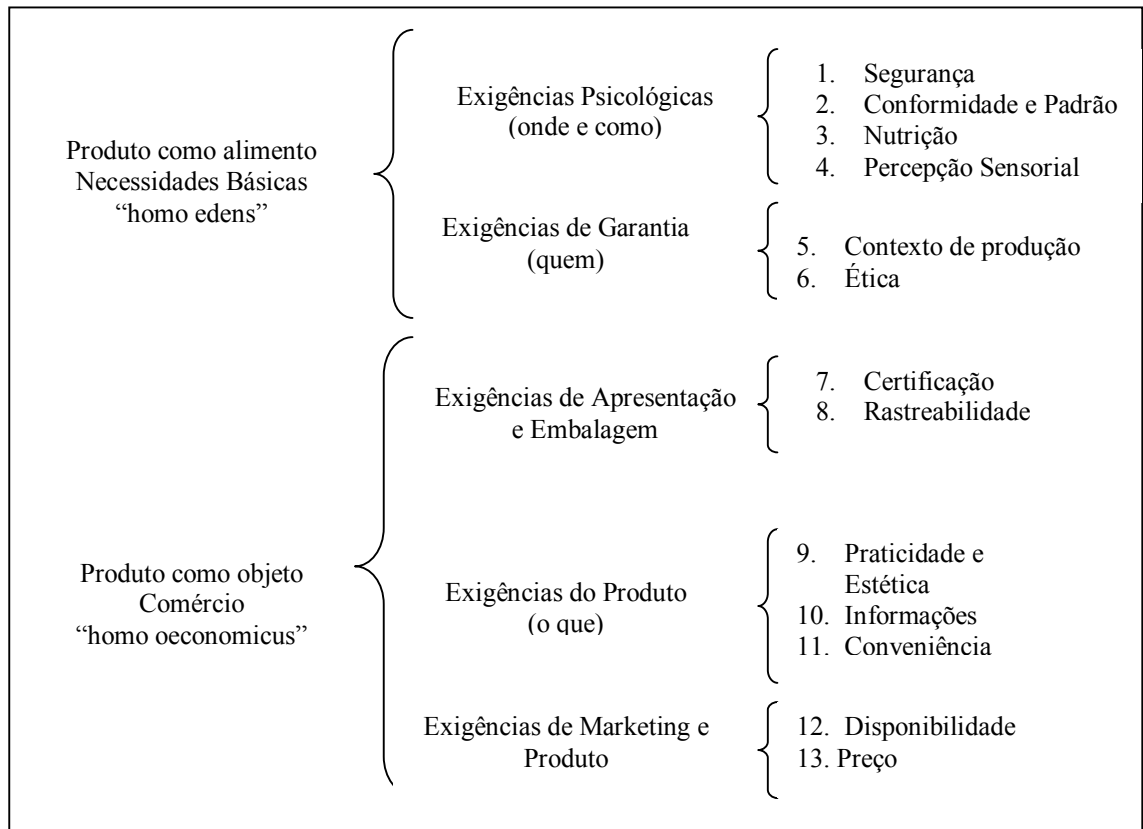 Produto como alimento
Necessidades Básicas
“homo edens”
Exigências Psicológicas
(onde e como)
1. Segurança
2. Conformidade e Padrão
3. Nutrição
4. Percepção Sensorial
Exigências de Garantia
(quem)
5. Contexto de produção
6. Ética
Produto como objeto
Comércio
“homo oeconomicus”
Exigências de Apresentação
e Embalagem
7. Certificação
8. Rastreabilidade
Exigências do Produto
(o que)
9. Praticidade e
Estética
10. Informações
11. Conveniência
Exigências de Marketing e
Produto
12. Disponibilidade
13. Preço